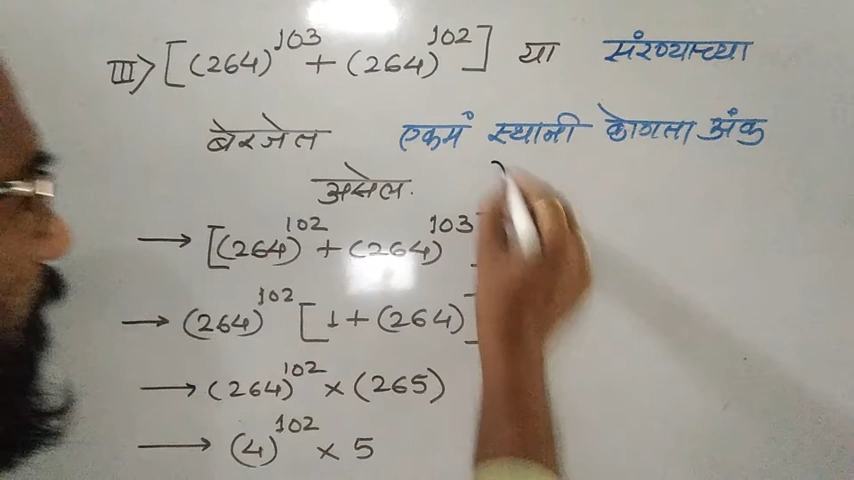 III> [(264)^103 + (264)^102] या संख्याच्या
बेरजेत एकमं स्थानी कोणता अंक
असेल.
→ [(264)^102 + (264)^103
→ (264)^102 [1 + (264)]
→ (264)^102 × (265)
→ (4)^102 × 5